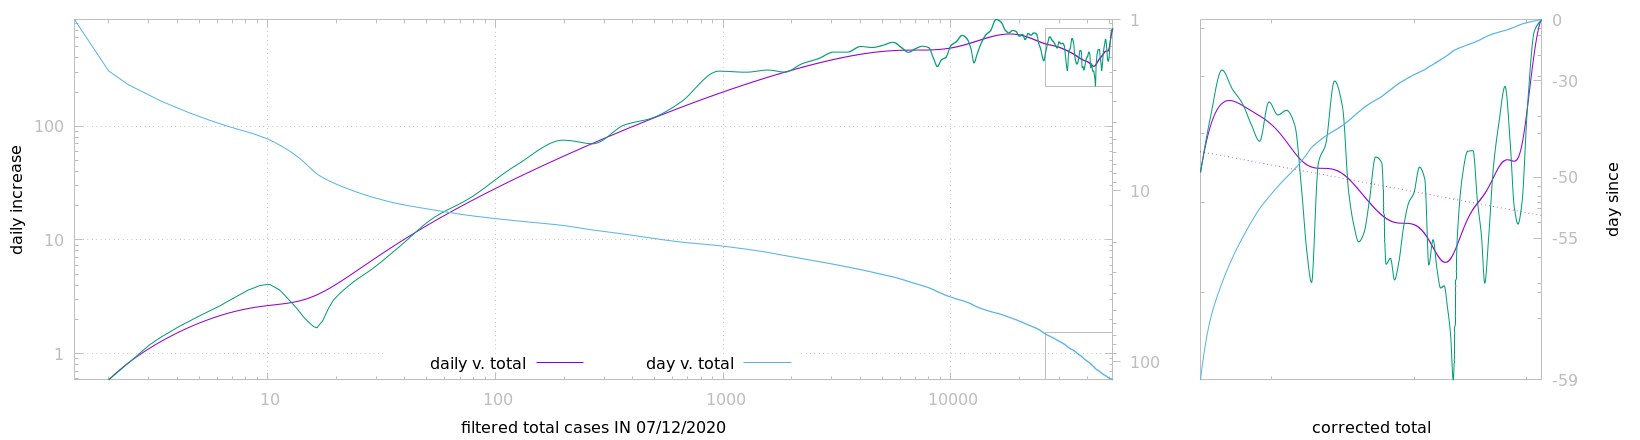 daily increase
100
10
1
daily v. total
day v. total
10
100
1000
10000
filtered total cases IN 07/12/2020
1
10
100
0
-30
-50
-55
-59
day since
corrected total